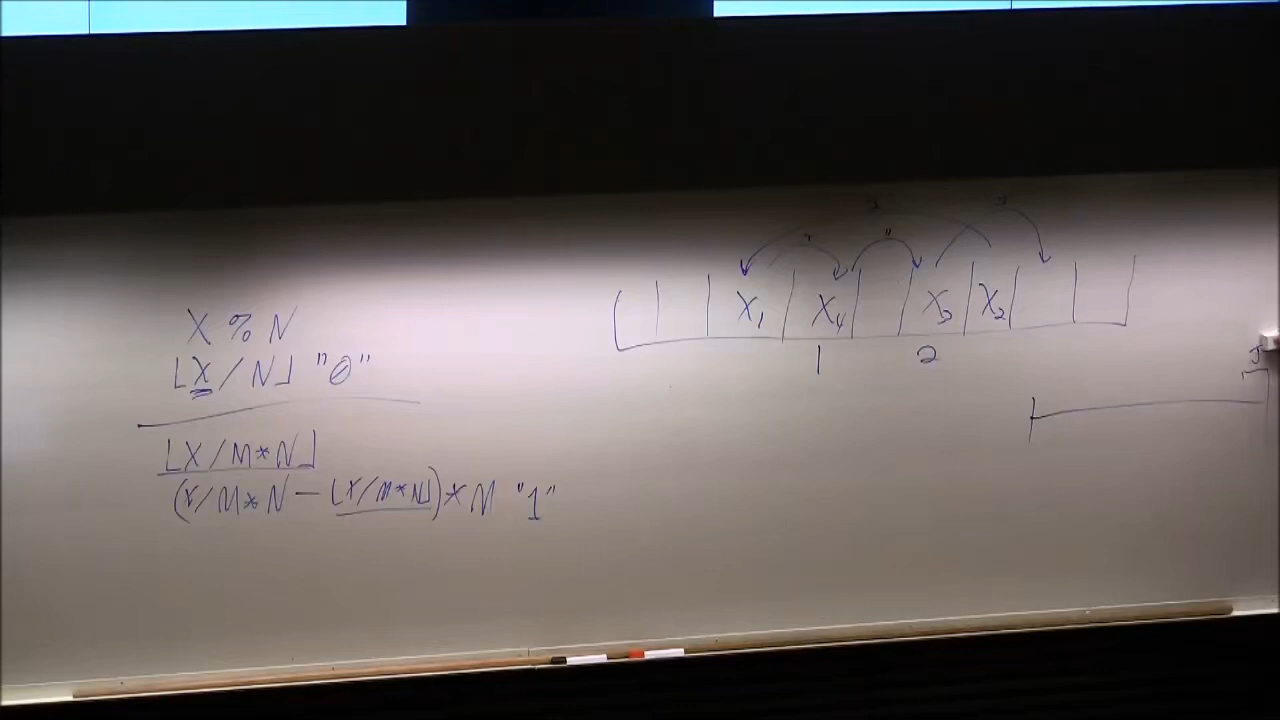 X % N
⌊X/N⌋ "0"
⌊X/M*N⌋
(X/M*N - ⌊X/M*N⌋)*M "1"
X₁ X₄ X₃ X₂
1 2